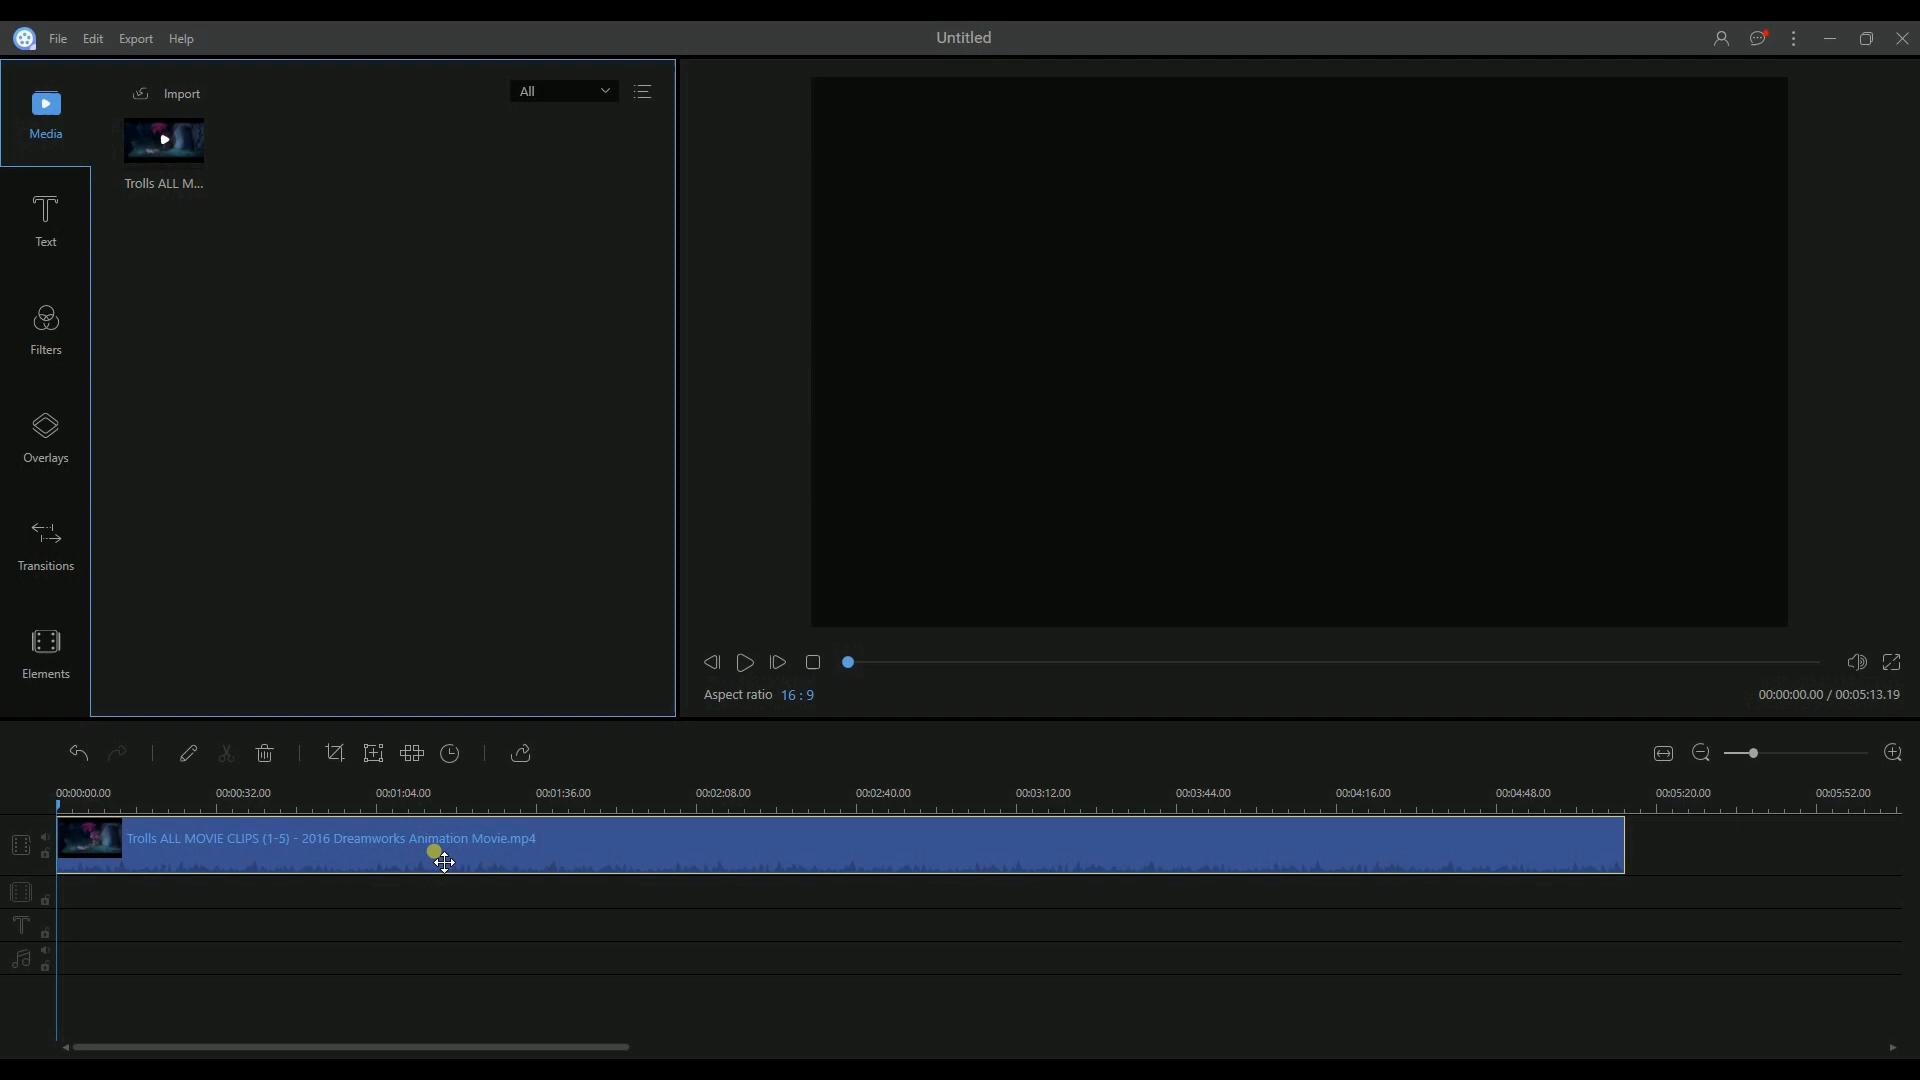 File Edit Export Help
Untitled
Media
Import
All
Trolls ALL M...
Text
Filters
Overlays
Transitions
Elements
Aspect ratio 16 : 9
00:00:00.00 / 00:05:13.19
00:00:00.00 00:00:32.00 00:01:04.00 00:01:36.00 00:02:08.00 00:02:40.00 00:03:12.00 00:03:44.00 00:04:16.00 00:04:48.00 00:05:20.00 00:05:52.00
Trolls ALL MOVIE CLIPS (1-5) - 2016 Dreamworks Animation Movie.mp4